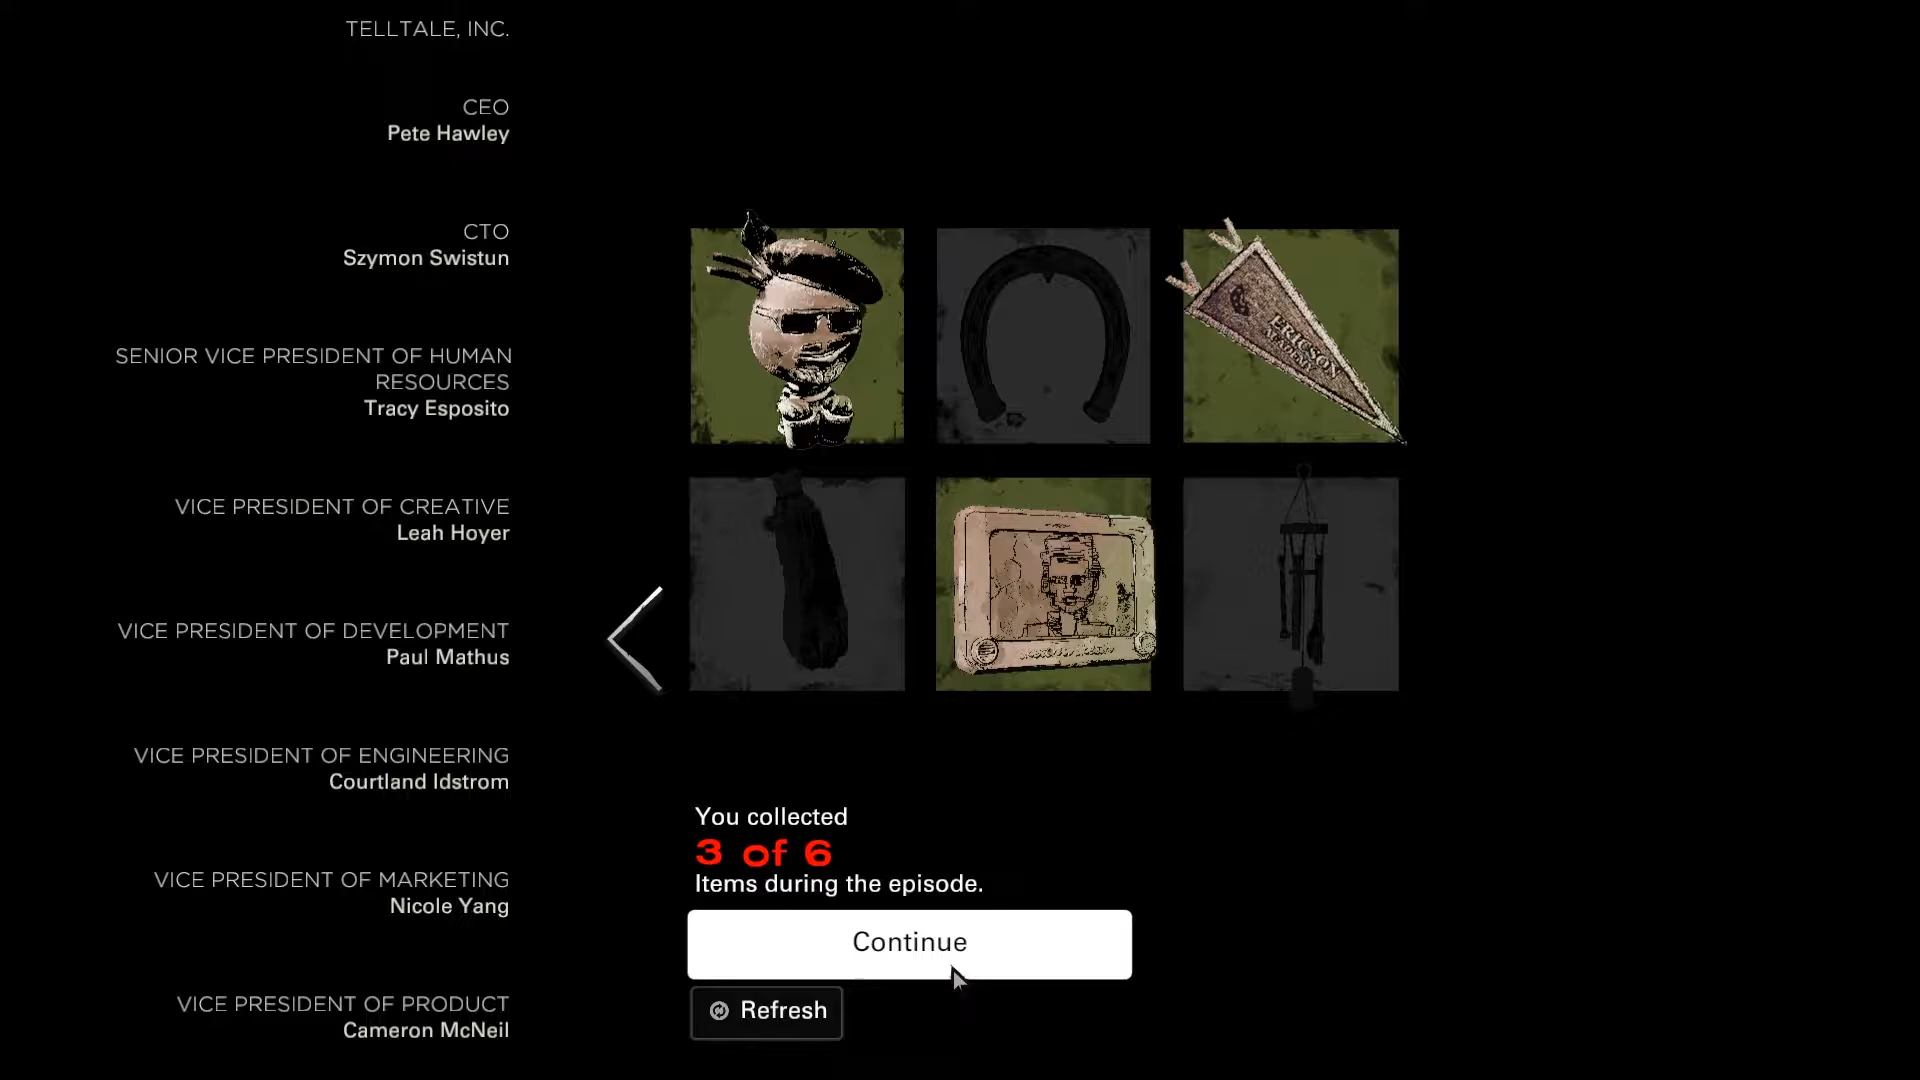 TELLTALE, INC.
CEO
Pete Hawley
CTO
Szymon Swistun
SENIOR VICE PRESIDENT OF HUMAN
RESOURCES
Tracy Esposito
VICE PRESIDENT OF CREATIVE
Leah Hoyer
VICE PRESIDENT OF DEVELOPMENT
Paul Mathus
VICE PRESIDENT OF ENGINEERING
Courtland Idstrom
VICE PRESIDENT OF MARKETING
Nicole Yang
VICE PRESIDENT OF PRODUCT
Cameron McNeil
ERICSON
ACADEMY
You collected
3 of 6
Items during the episode.
Continue
Refresh